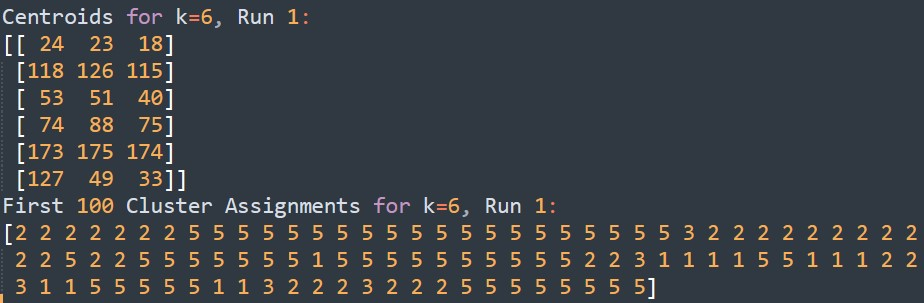 Centroids for k=6, Run 1:
[[ 24 23 18]
[118 126 115]
[ 53 51 40]
[ 74 88 75]
[173 175 174]
[127 49 33]]
First 100 Cluster Assignments for k=6, Run 1:
[2 2 2 2 2 2 2 5 5 5 5 5 5 5 5 5 5 5 5 5 5 5 5 5 5 5 5 3 2 2 2 2 2 2 2 2 2
2 2 5 2 2 5 5 5 5 5 5 5 1 5 5 5 5 5 5 5 5 5 5 2 2 3 1 1 1 1 5 5 1 1 1 2 2
3 1 1 5 5 5 5 5 1 1 3 2 2 2 3 2 2 2 5 5 5 5 5 5 5 5]